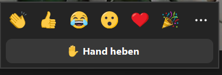 👏 👍 😂 😮 ❤️ 🎉 ...
✋ Hand heben